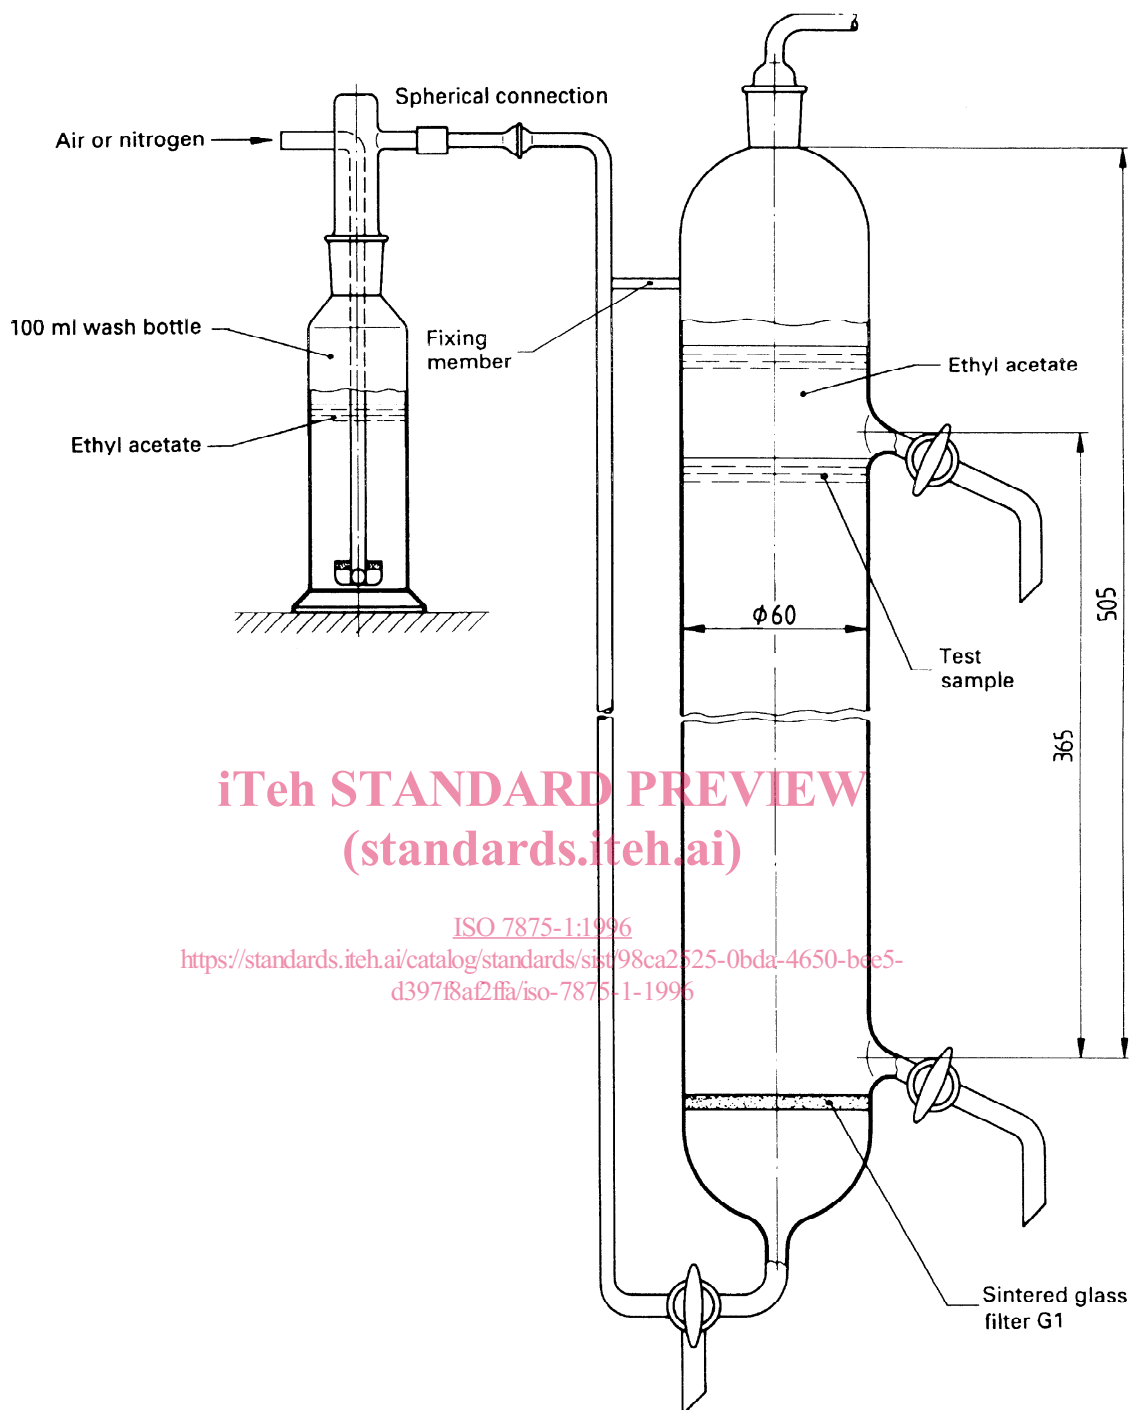 Spherical connection
Air or nitrogen
100 ml wash bottle
Fixing
member
Ethyl acetate
Ethyl acetate
Φ60
Test
sample
505
365
iTeh STANDARD PREVIEW
(standards.iteh.ai)
ISO 7875-1:1996
https://standards.iteh.ai/catalog/standards/sist/98ca2525-0bda-4650-bee5-
d397f8af2ffa/iso-7875-1-1996
Sintered glass
filter G1